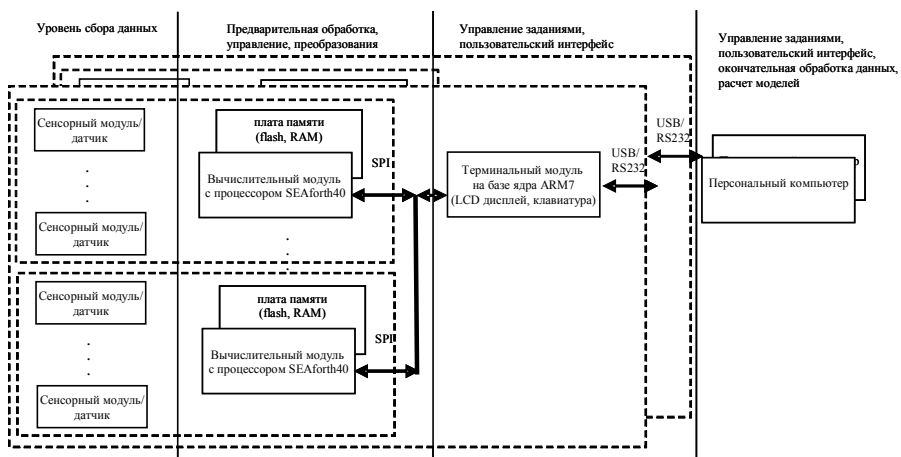 Уровень сбора данных
Предварительная обработка,
управление, преобразования
Управление заданиями,
пользовательский интерфейс
Управление заданиями,
пользовательский интерфейс,
окончательная обработка данных,
расчет моделей
Сенсорный модуль/
датчик
.
.
.
Сенсорный модуль/
датчик
плата памяти
(flash, RAM)
SPI
Вычислительный модуль
с процессором SEAforth40
.
.
.
Терминальный модуль
на базе ядра ARM7
(LCD дисплей, клавиатура)
USB/
RS232
USB/
RS232
Персональный компьютер
Сенсорный модуль/
датчик
.
.
.
Сенсорный модуль/
датчик
плата памяти
(flash, RAM)
SPI
Вычислительный модуль
с процессором SEAforth40